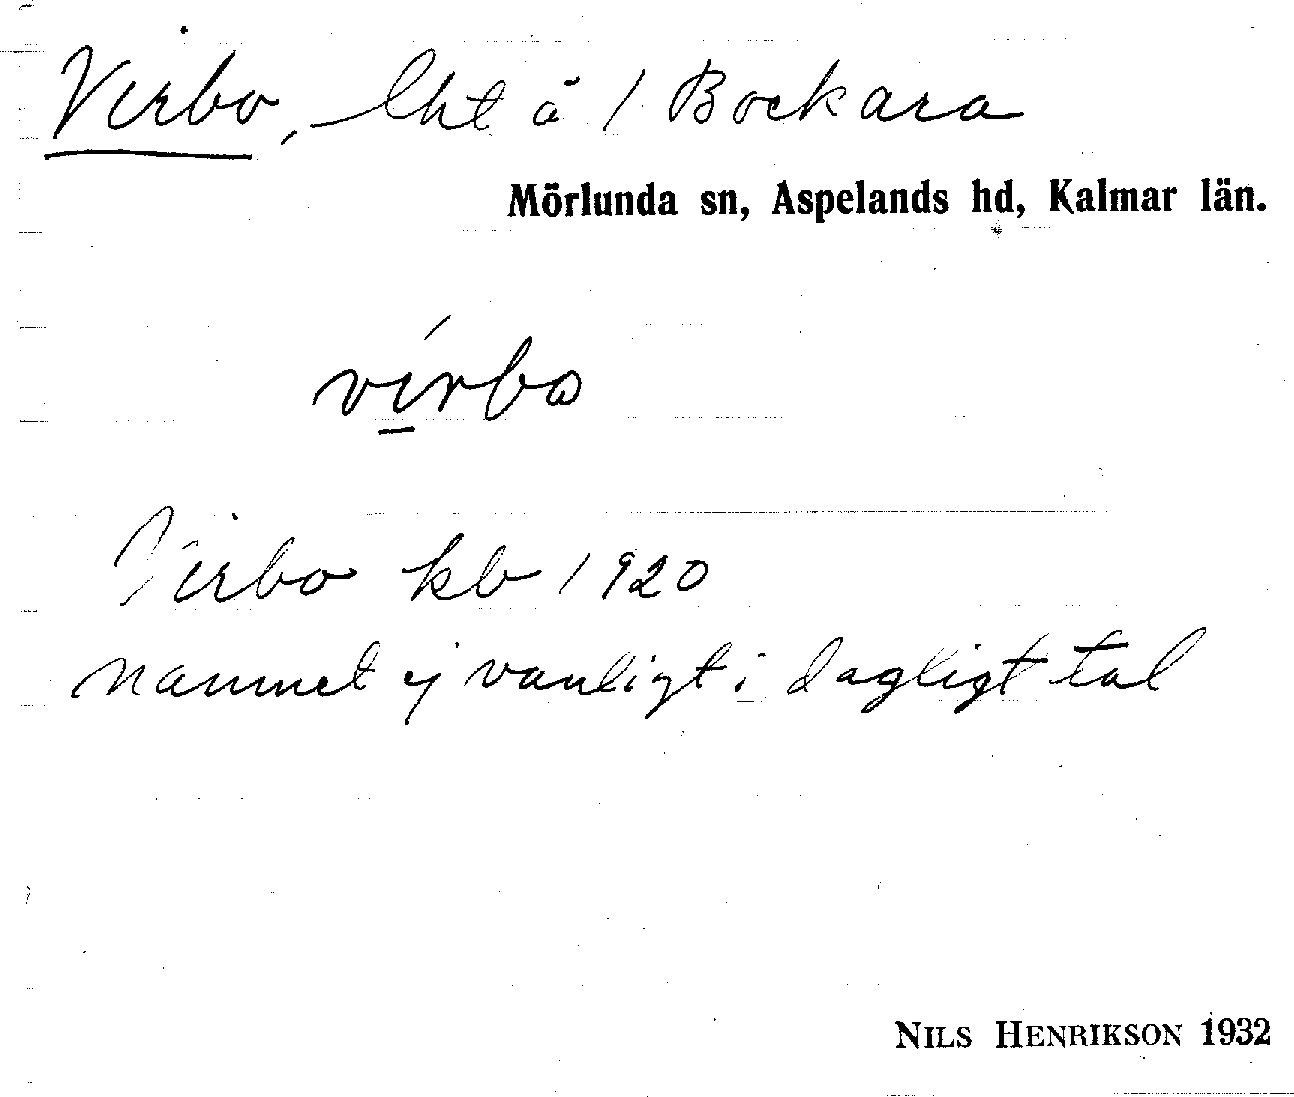 Virbo, lht å 1 Bockara
Mörlunda sn, Aspelands hd, Kalmar län.
vírbo
Virbo kb 1920
namnet ej vanligt i dagligt tal
NILS HENRIKSON 1932